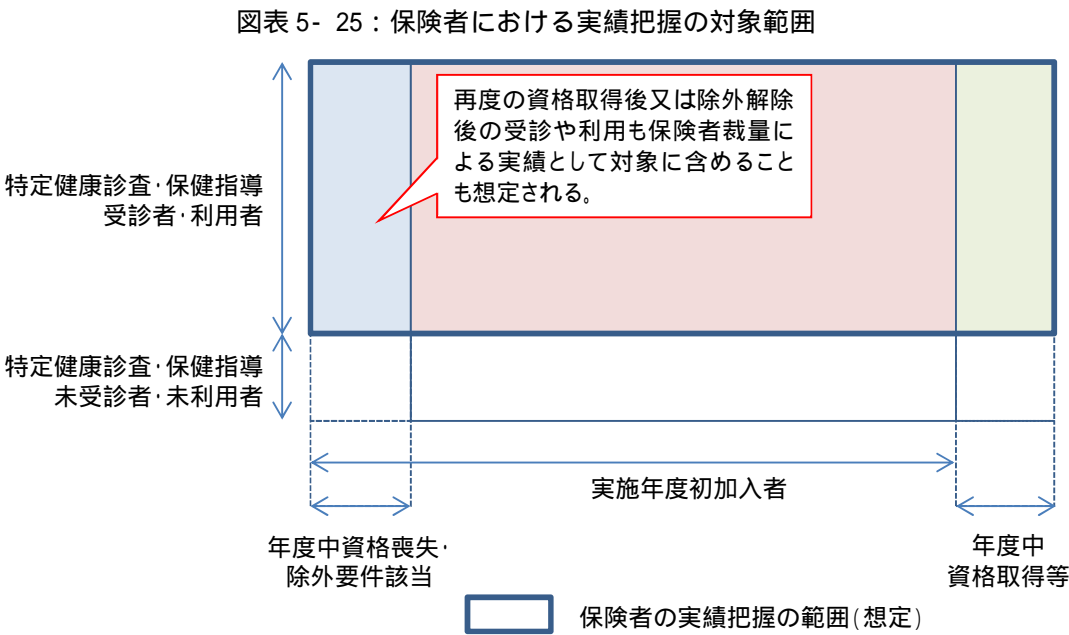 図表5- 25：保険者における実績把握の対象範囲
再度の資格取得後又は除外解除
後の受診や利用も保険者裁量に
よる実績として対象に含めること
も想定される。
特定健康診査･保健指導
受診者･利用者
特定健康診査･保健指導
未受診者･未利用者
実施年度初加入者
年度中資格喪失･
除外要件該当
年度中
資格取得等
保険者の実績把握の範囲(想定)